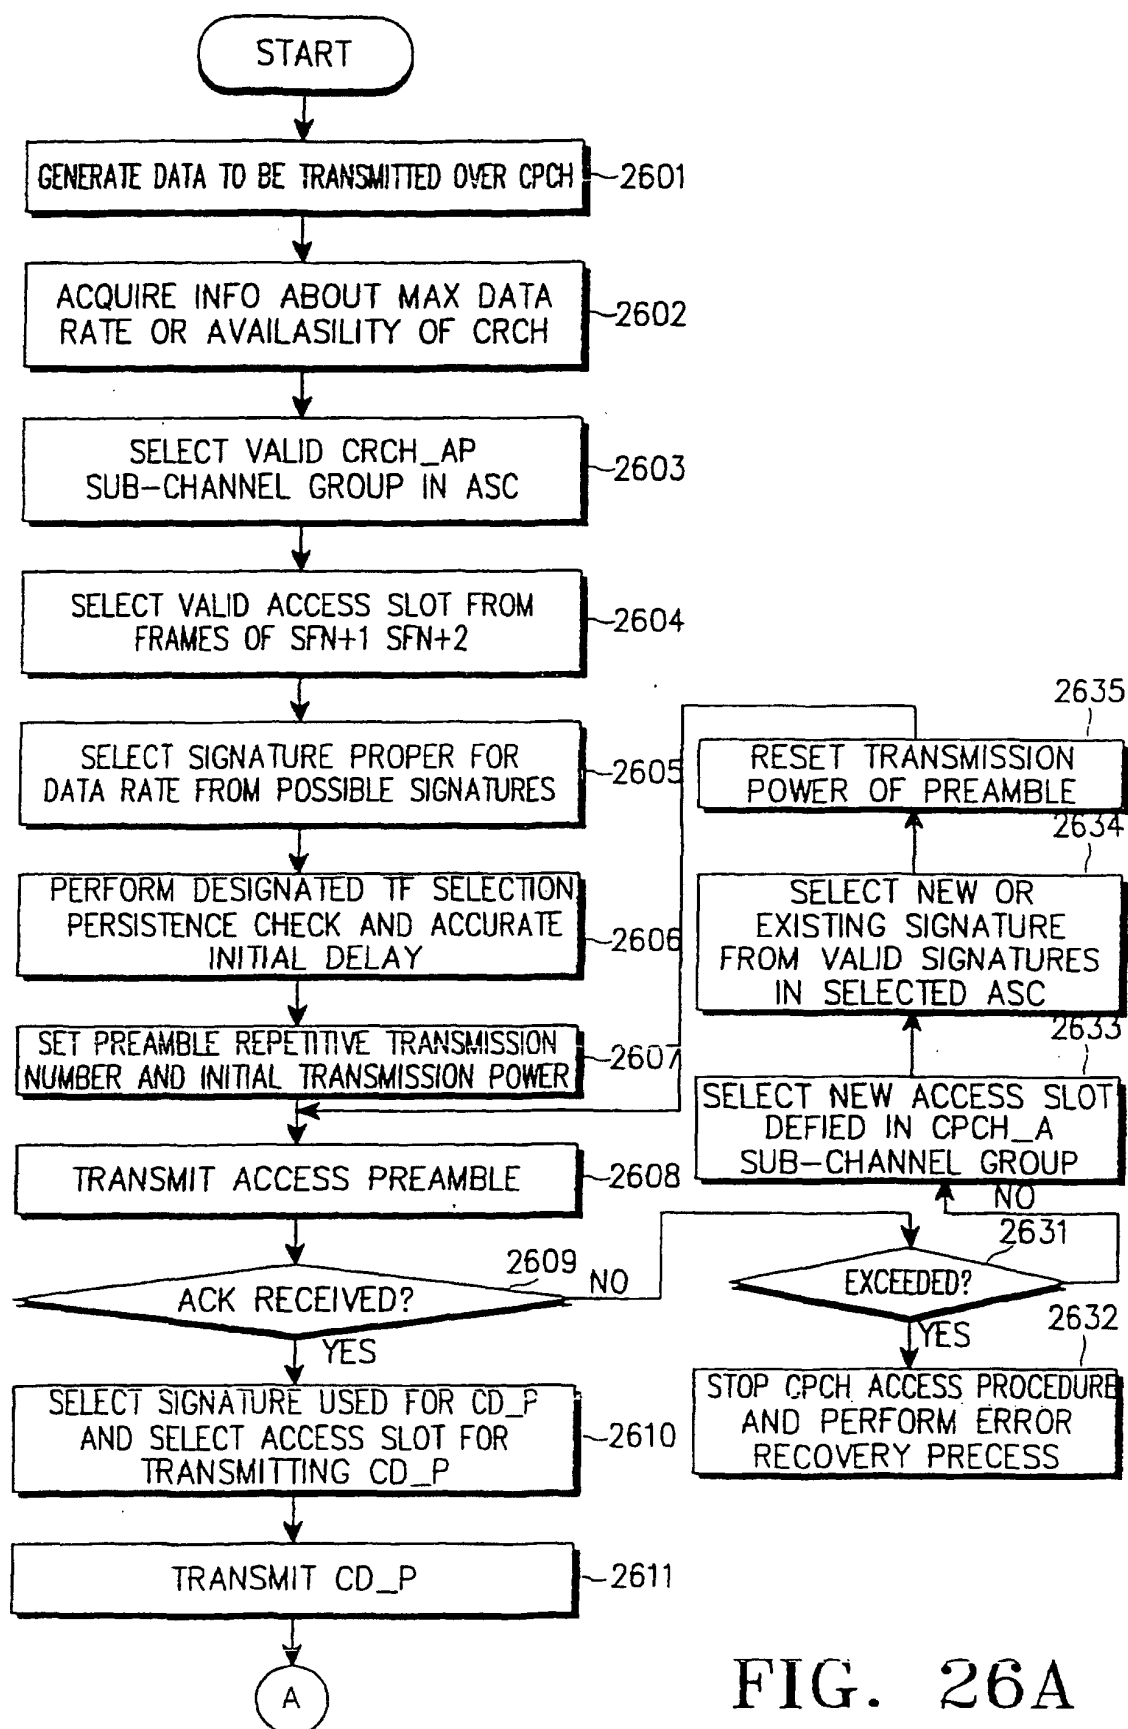 START
GENERATE DATA TO BE TRANSMITTED OVER CPCH
2601
ACQUIRE INFO ABOUT MAX DATA
RATE OR AVAILASILITY OF CRCH
2602
SELECT VALID CRCH_AP
SUB-CHANNEL GROUP IN ASC
2603
SELECT VALID ACCESS SLOT FROM
FRAMES OF SFN+1 SFN+2
2604
SELECT SIGNATURE PROPER FOR
DATA RATE FROM POSSIBLE SIGNATURES
2605
PERFORM DESIGNATED TF SELECTION
PERSISTENCE CHECK AND ACCURATE
INITIAL DELAY
2606
SET PREAMBLE REPETITIVE TRANSMISSION
NUMBER AND INITIAL TRANSMISSION POWER
2607
TRANSMIT ACCESS PREAMBLE
2608
2609
ACK RECEIVED?
NO
YES
SELECT SIGNATURE USED FOR CD_P
AND SELECT ACCESS SLOT FOR
TRANSMITTING CD_P
2610
TRANSMIT CD_P
2611
A
2635
RESET TRANSMISSION
POWER OF PREAMBLE
2634
SELECT NEW OR
EXISTING SIGNATURE
FROM VALID SIGNATURES
IN SELECTED ASC
2633
SELECT NEW ACCESS SLOT
DEFIED IN CPCH_A
SUB-CHANNEL GROUP
NO
2631
EXCEEDED?
YES
2632
STOP CPCH ACCESS PROCEDURE
AND PERFORM ERROR
RECOVERY PRECESS
FIG. 26A